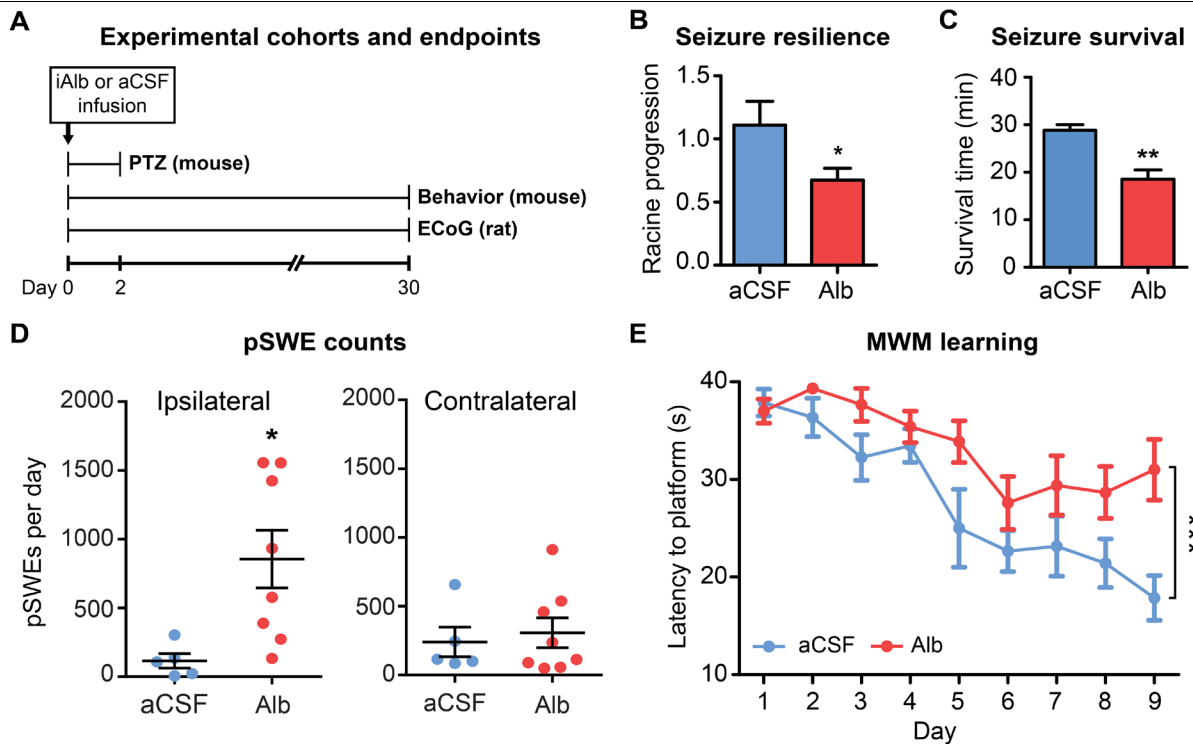 A
Experimental cohorts and endpoints
iAlb or aCSF
infusion
PTZ (mouse)
Behavior (mouse)
ECoG (rat)
Day 0 2 30
B
Seizure resilience
Racine progression
1.5
1.0
0.5
0.0
*
aCSF Alb
C
Seizure survival
Survival time (min)
40
30
20
10
0
**
aCSF Alb
D
pSWE counts
pSWEs per day
Ipsilateral
2000
1500
1000
500
0
*
aCSF Alb
Contralateral
2000
1500
1000
500
0
aCSF Alb
E
MWM learning
Latency to platform (s)
40
30
20
10
***
aCSF Alb
1 2 3 4 5 6 7 8 9
Day